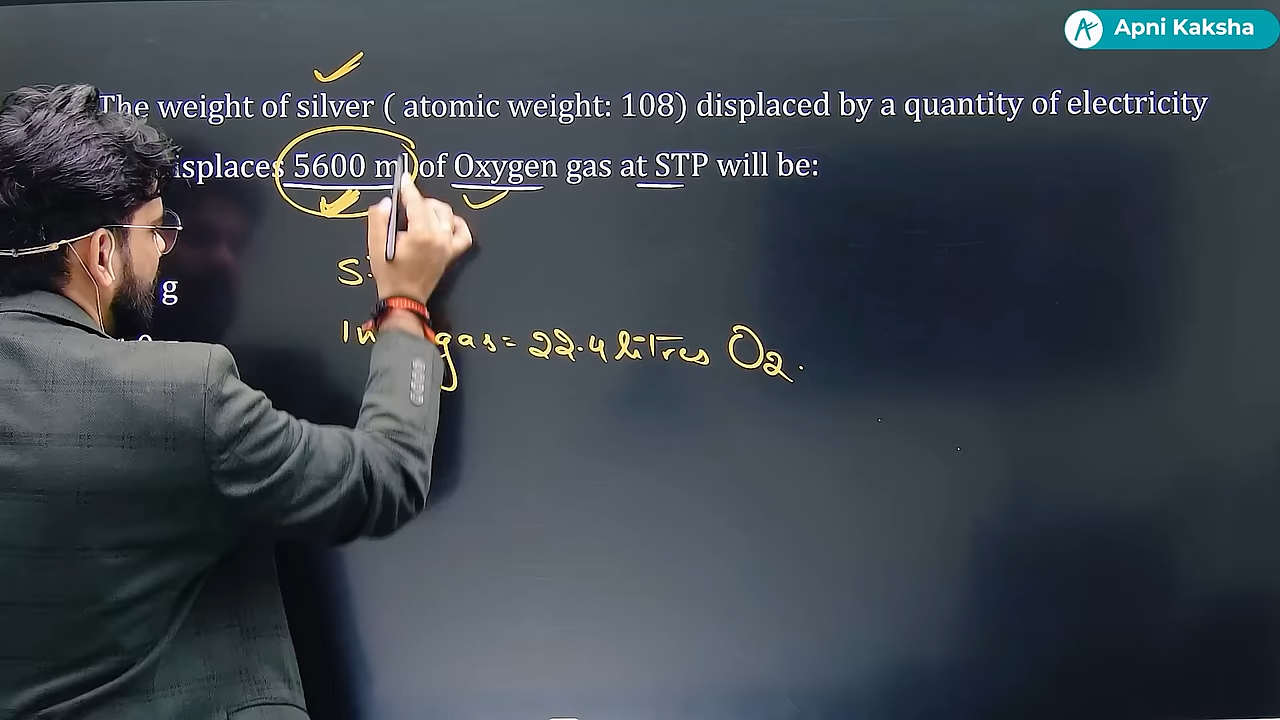 Apni Kaksha
The weight of silver ( atomic weight: 108) displaced by a quantity of electricity
5600 ml of Oxygen gas at STP will be:
g
gas = 22.4 litres O2.